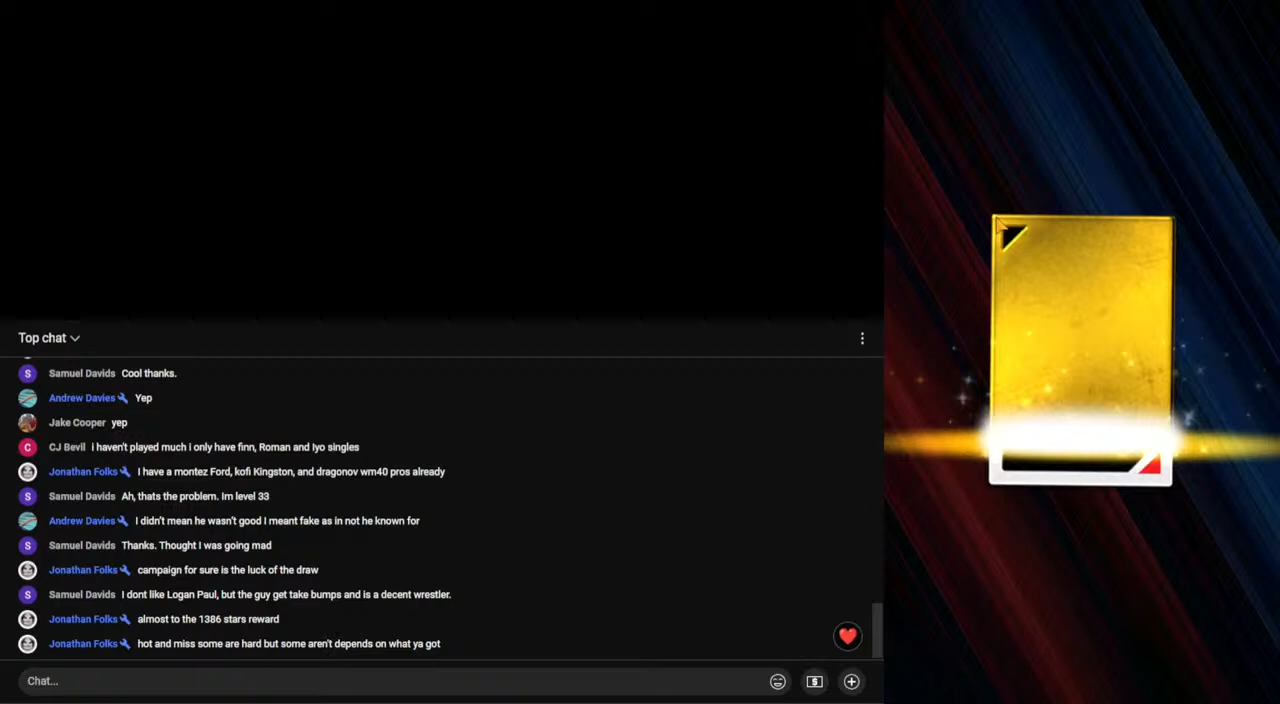 Top chat
S Samuel Davids Cool thanks.
Andrew Davies Yep
Jake Cooper yep
C CJ Bevil i haven't played much i only have finn, Roman and Iyo singles
Jonathan Folks I have a montez Ford, kofi Kingston, and dragonov wm40 pros already
S Samuel Davids Ah, thats the problem. Im level 33
Andrew Davies I didn't mean he wasn't good I meant fake as in not he known for
S Samuel Davids Thanks. Thought I was going mad
Jonathan Folks campaign for sure is the luck of the draw
S Samuel Davids I dont like Logan Paul, but the guy get take bumps and is a decent wrestler.
Jonathan Folks almost to the 1386 stars reward
Jonathan Folks hot and miss some are hard but some aren't depends on what ya got
Chat...